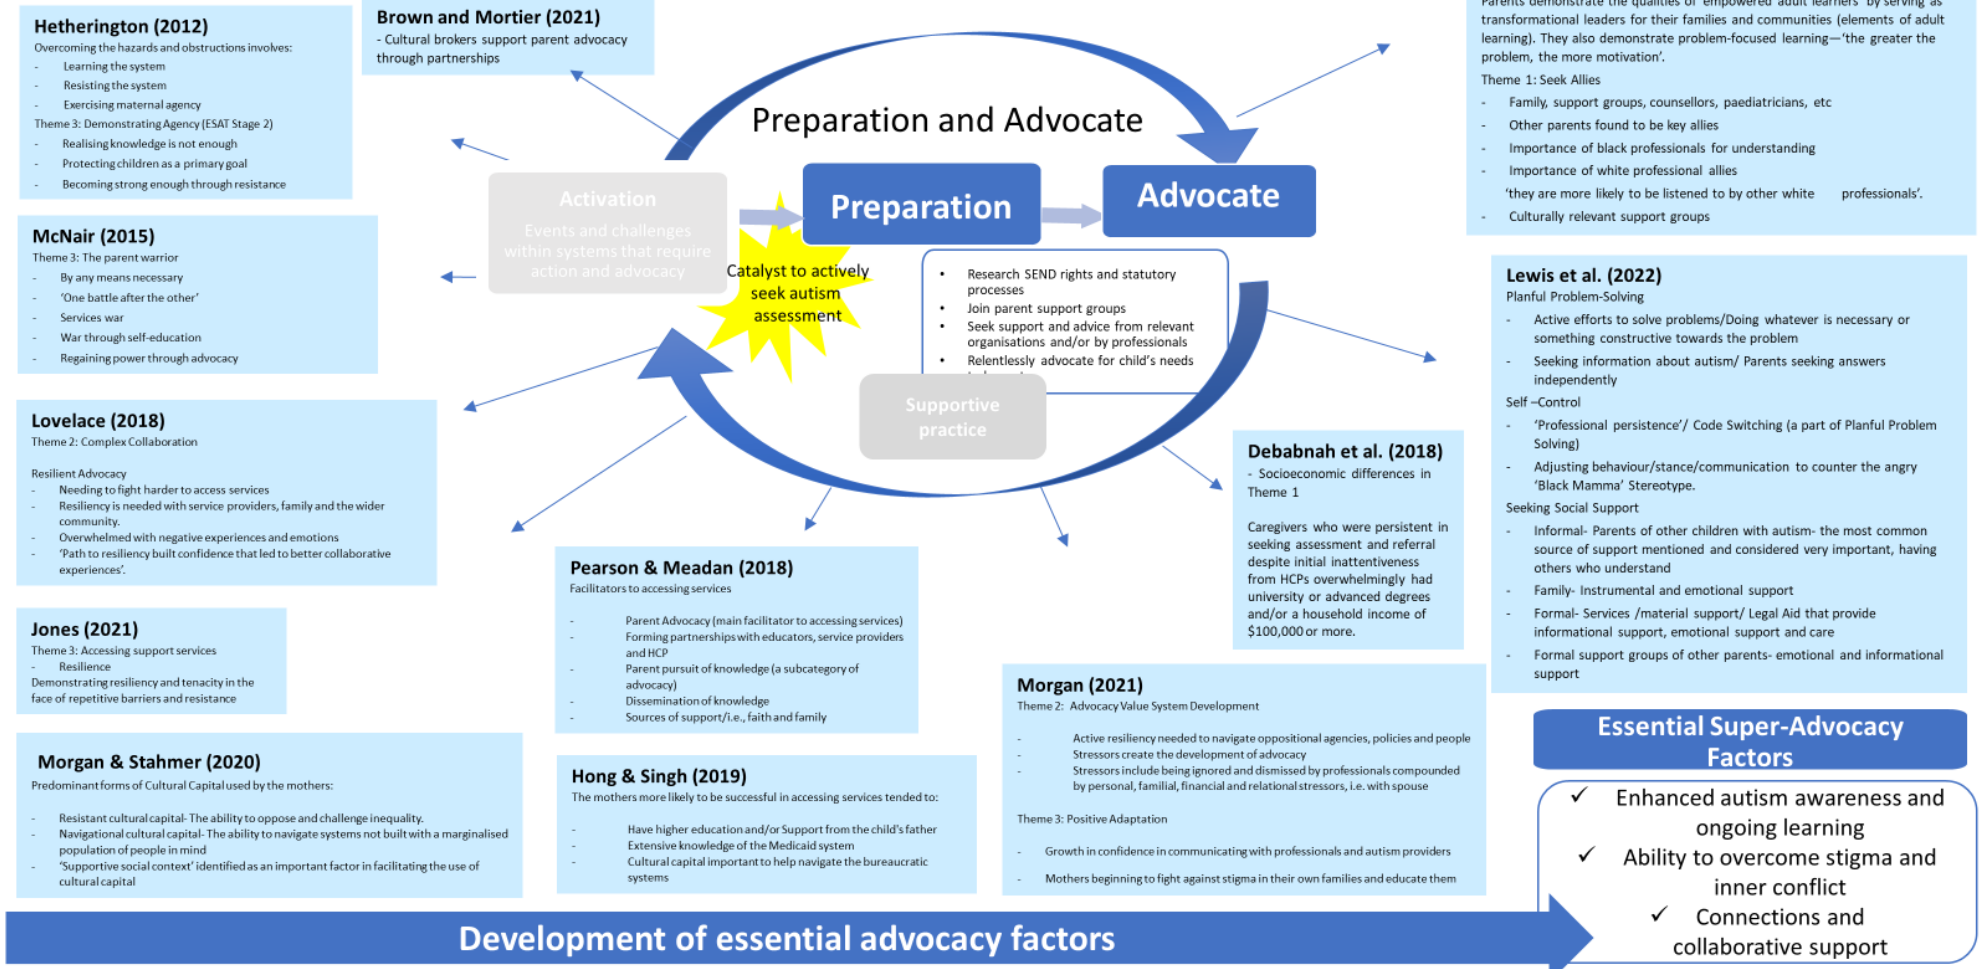 Hetherington (2012)
Overcoming the hazards and obstructions involves:
- Learning the system
- Resisting the system
- Exercising maternal agency
Theme 3: Demonstrating Agency (ESAT Stage 2)
- Realising knowledge is not enough
- Protecting children as a primary goal
- Becoming strong enough through resistance
Brown and Mortier (2021)
- Cultural brokers support parent advocacy
through partnerships
Parents demonstrate the qualities of 'empowered adult learners' by serving as
transformational leaders for their families and communities (elements of adult
learning). They also demonstrate problem-focused learning—'the greater the
problem, the more motivation'.
Theme 1: Seek Allies
- Family, support groups, counsellors, paediatricians, etc
- Other parents found to be key allies
- Importance of black professionals for understanding
- Importance of white professional allies
'they are more likely to be listened to by other white professionals'.
- Culturally relevant support groups
Preparation and Advocate
Activation
Events and challenges
within systems that require
action and advocacy
Preparation
Advocate
Catalyst to actively
seek autism
assessment
• Research SEND rights and statutory
processes
• Join parent support groups
• Seek support and advice from relevant
organisations and/or by professionals
• Relentlessly advocate for child's needs
Supportive
practice
McNair (2015)
Theme 3: The parent warrior
- By any means necessary
- 'One battle after the other'
- Services war
- War through self-education
- Regaining power through advocacy
Lovelace (2018)
Theme 2: Complex Collaboration
Resilient Advocacy
- Needing to fight harder to access services
- Resiliency is needed with service providers, family and the wider
community.
- Overwhelmed with negative experiences and emotions
- 'Path to resiliency built confidence that led to better collaborative
experiences'.
Jones (2021)
Theme 3: Accessing support services
- Resilience
Demonstrating resiliency and tenacity in the
face of repetitive barriers and resistance
Morgan & Stahmer (2020)
Predominant forms of Cultural Capital used by the mothers:
- Resistant cultural capital- The ability to oppose and challenge inequality.
- Navigational cultural capital- The ability to navigate systems not built with a marginalised
population of people in mind
- 'Supportive social context' identified as an important factor in facilitating the use of
cultural capital
Pearson & Meadan (2018)
Facilitators to accessing services
- Parent Advocacy (main facilitator to accessing services)
- Forming partnerships with educators, service providers
and HCP
- Parent pursuit of knowledge (a subcategory of
advocacy)
- Dissemination of knowledge
- Sources of support/i.e., faith and family
Hong & Singh (2019)
The mothers more likely to be successful in accessing services tended to:
- Have higher education and/or Support from the child's father
- Extensive knowledge of the Medicaid system
- Cultural capital important to help navigate the bureaucratic
systems
Debabnah et al. (2018)
- Socioeconomic differences in
Theme 1
Caregivers who were persistent in
seeking assessment and referral
despite initial inattentiveness
from HCPs overwhelmingly had
university or advanced degrees
and/or a household income of
$100,000 or more.
Morgan (2021)
Theme 2: Advocacy Value System Development
- Active resiliency needed to navigate oppositional agencies, policies and people
- Stressors create the development of advocacy
- Stressors include being ignored and dismissed by professionals compounded
by personal, familial, financial and relational stressors, i.e. with spouse
Theme 3: Positive Adaptation
- Growth in confidence in communicating with professionals and autism providers
- Mothers beginning to fight against stigma in their own families and educate them
Lewis et al. (2022)
Planful Problem-Solving
- Active efforts to solve problems/Doing whatever is necessary or
something constructive towards the problem
- Seeking information about autism/ Parents seeking answers
independently
Self –Control
- 'Professional persistence'/ Code Switching (a part of Planful Problem
Solving)
- Adjusting behaviour/stance/communication to counter the angry
'Black Mamma' Stereotype.
Seeking Social Support
- Informal- Parents of other children with autism- the most common
source of support mentioned and considered very important, having
others who understand
- Family- Instrumental and emotional support
- Formal- Services /material support/ Legal Aid that provide
informational support, emotional support and care
- Formal support groups of other parents- emotional and informational
support
Essential Super-Advocacy
Factors
✓ Enhanced autism awareness and
ongoing learning
✓ Ability to overcome stigma and
inner conflict
✓ Connections and
collaborative support
Development of essential advocacy factors